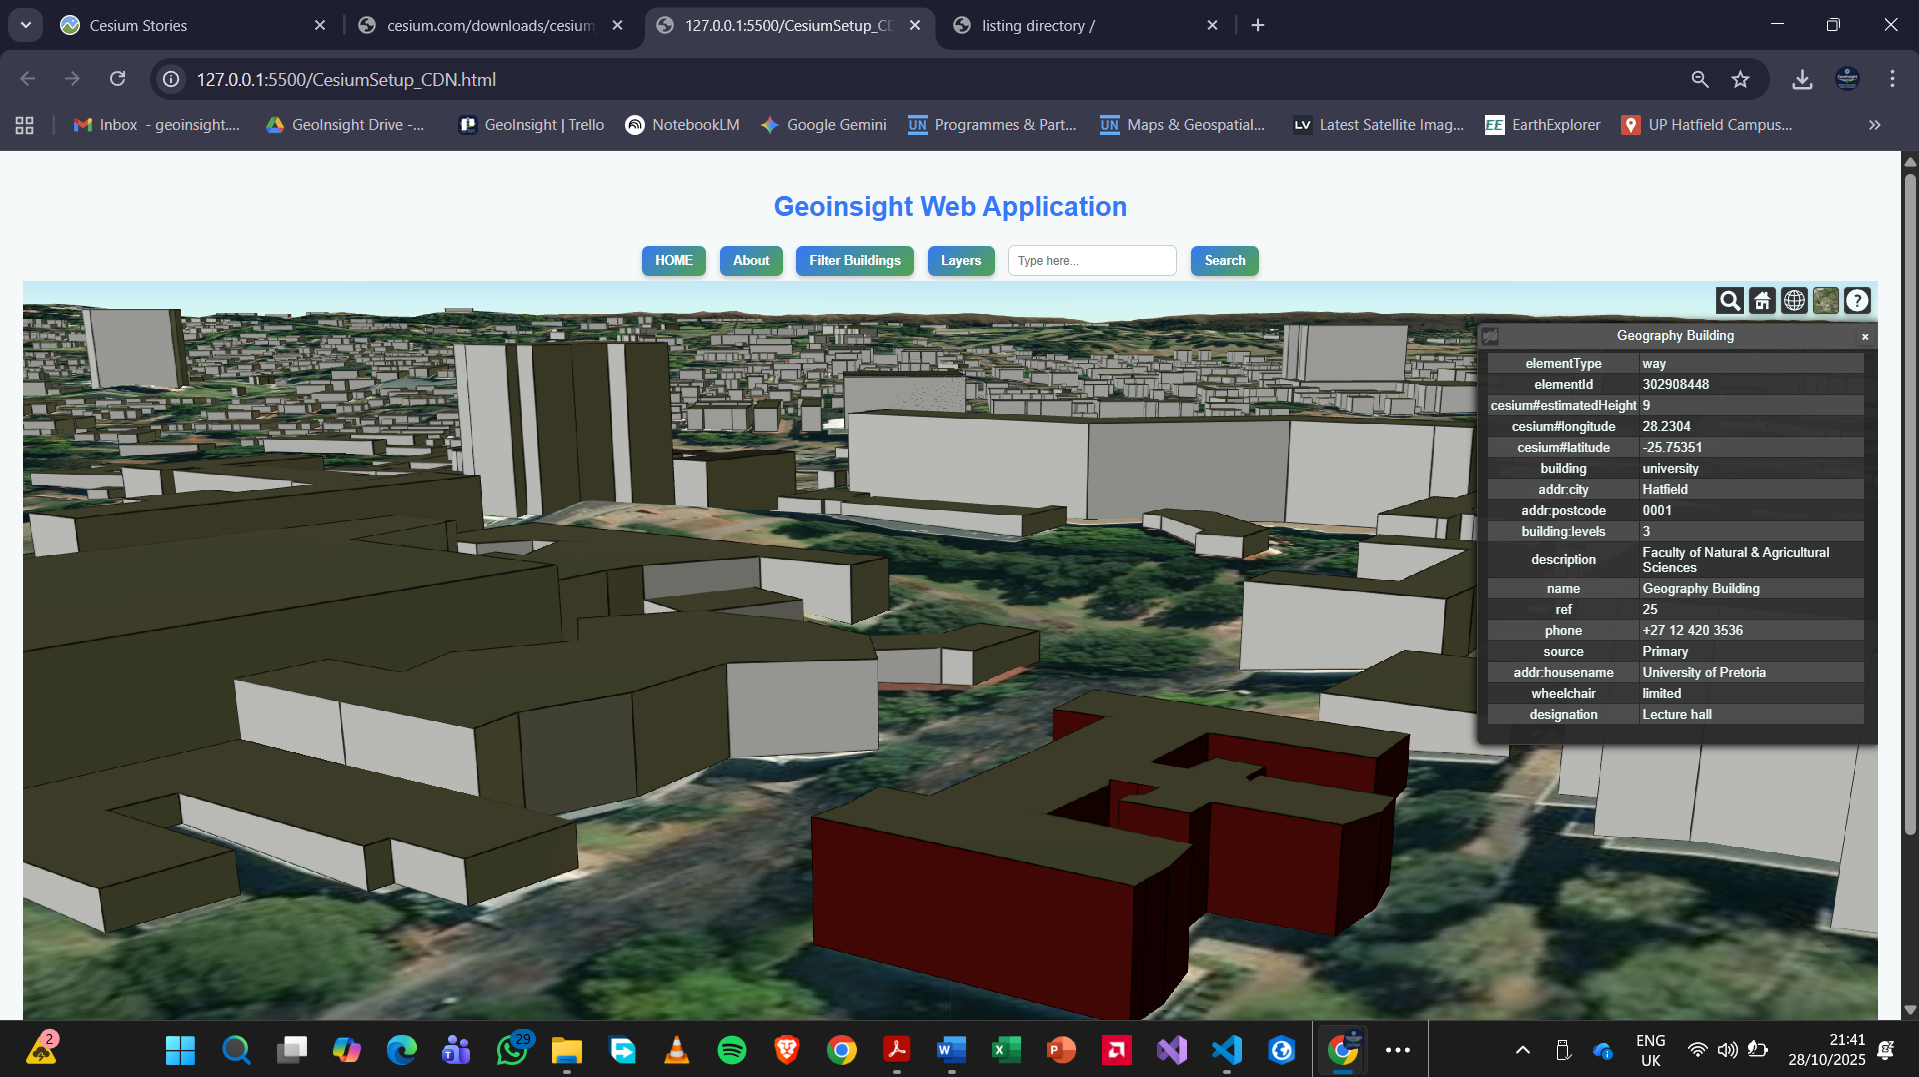 Cesium Stories
cesium.com/downloads/cesium
127.0.0.1:5500/CesiumSetup_CD
listing directory /
127.0.0.1:5500/CesiumSetup_CDN.html
Inbox - geoinsight....
GeoInsight Drive -...
GeoInsight | Trello
NotebookLM
Google Gemini
UN Programmes & Part...
UN Maps & Geospatial...
LV Latest Satellite Imag...
EE EarthExplorer
UP Hatfield Campus...
Geoinsight Web Application
HOME
About
Filter Buildings
Layers
Type here...
Search
?
Geography Building
elementType way
elementId 302908448
cesium#estimatedHeight 9
cesium#longitude 28.2304
cesium#latitude -25.75351
building university
addr:city Hatfield
addr:postcode 0001
building:levels 3
description Faculty of Natural & Agricultural
Sciences
name Geography Building
ref 25
phone +27 12 420 3536
source Primary
addr:housename University of Pretoria
wheelchair limited
designation Lecture hall
2
29
ENG
UK
21:41
28/10/2025